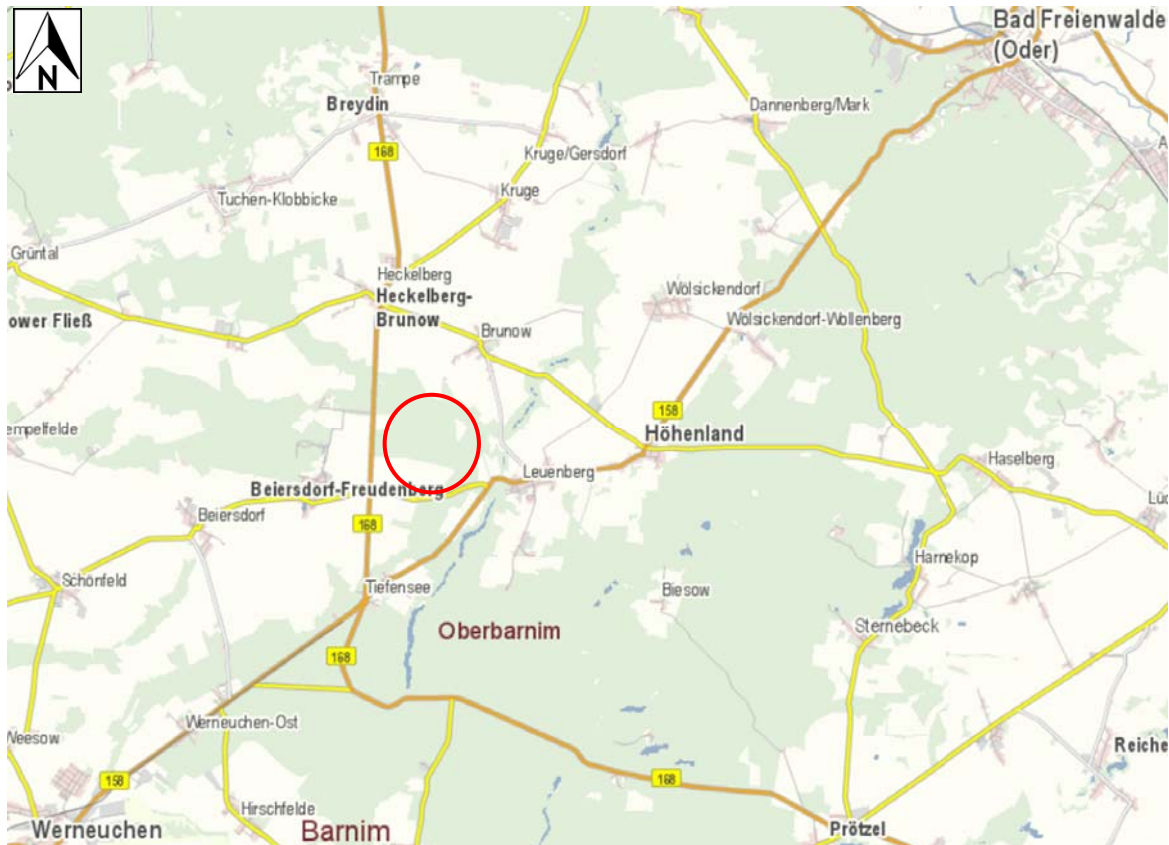 N
Bad Freienwalde
(Oder)
Trampe
Breydin
Dannenberg/Mark
168
Kruge/Gersdorf
Tuchen-Klobbicke
Kruge
Grüntal
Heckelberg
Heckelberg-
Brunow
Wölsickendorf
ower Fließ
Brunow
Wölsickendorf-Wollenberg
158
empelfelde
Höhenland
Haselberg
Leuenberg
Beiersdorf-Freudenberg
Lüd
Beiersdorf
168
Harnekop
Schönfeld
Tiefensee
Biesow
Oberbarnim
Sternebeck
168
Werneuchen-Ost
Weesow
Reiche
158
168
Hirschfelde
Werneuchen
Barnim
Prötzel